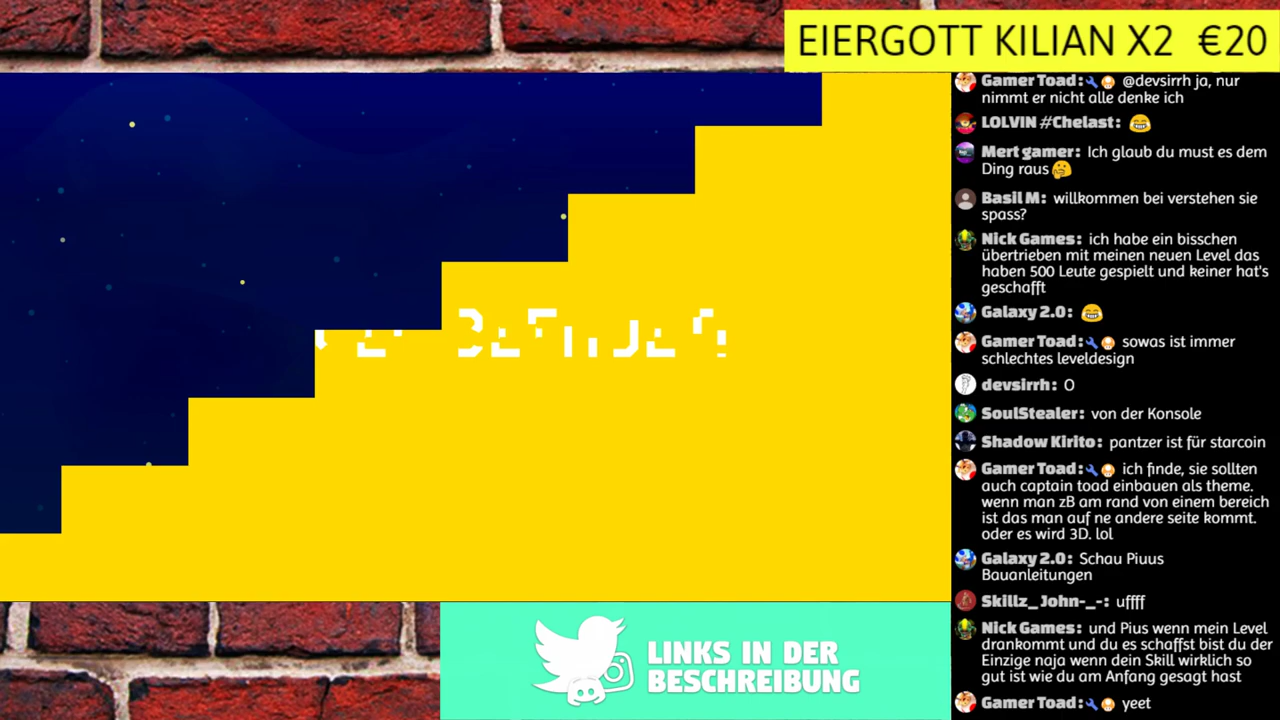 EIERGOTT KILIAN X2 €20
Gamer Toad: @devsirrh ja, nur
nimmt er nicht alle denke ich
LOLVIN #Chelast: 😂
Mert gamer: Ich glaub du must es dem
Ding raus🤔
Basil M: willkommen bei verstehen sie
spass?
Nick Games: ich habe ein bisschen
übertrieben mit meinen neuen Level das
haben 500 Leute gespielt und keiner hat's
geschafft
Galaxy 2.0: 😂
Gamer Toad: sowas ist immer
schlechtes leveldesign
devsirrh: O
SoulStealer: von der Konsole
Shadow Kirito: pantzer ist für starcoin
Gamer Toad: ich finde, sie sollten
auch captain toad einbauen als theme.
wenn man zB am rand von einem bereich
ist das man auf ne andere seite kommt.
oder es wird 3D. lol
Galaxy 2.0: Schau Piuus
Bauanleitungen
Skillz_John-_-: uffff
Nick Games: und Pius wenn mein Level
drankommt und du es schaffst bist du der
Einzige naja wenn dein Skill wirklich so
gut ist wie du am Anfang gesagt hast
Gamer Toad: yeet
LINKS IN DER
BESCHREIBUNG